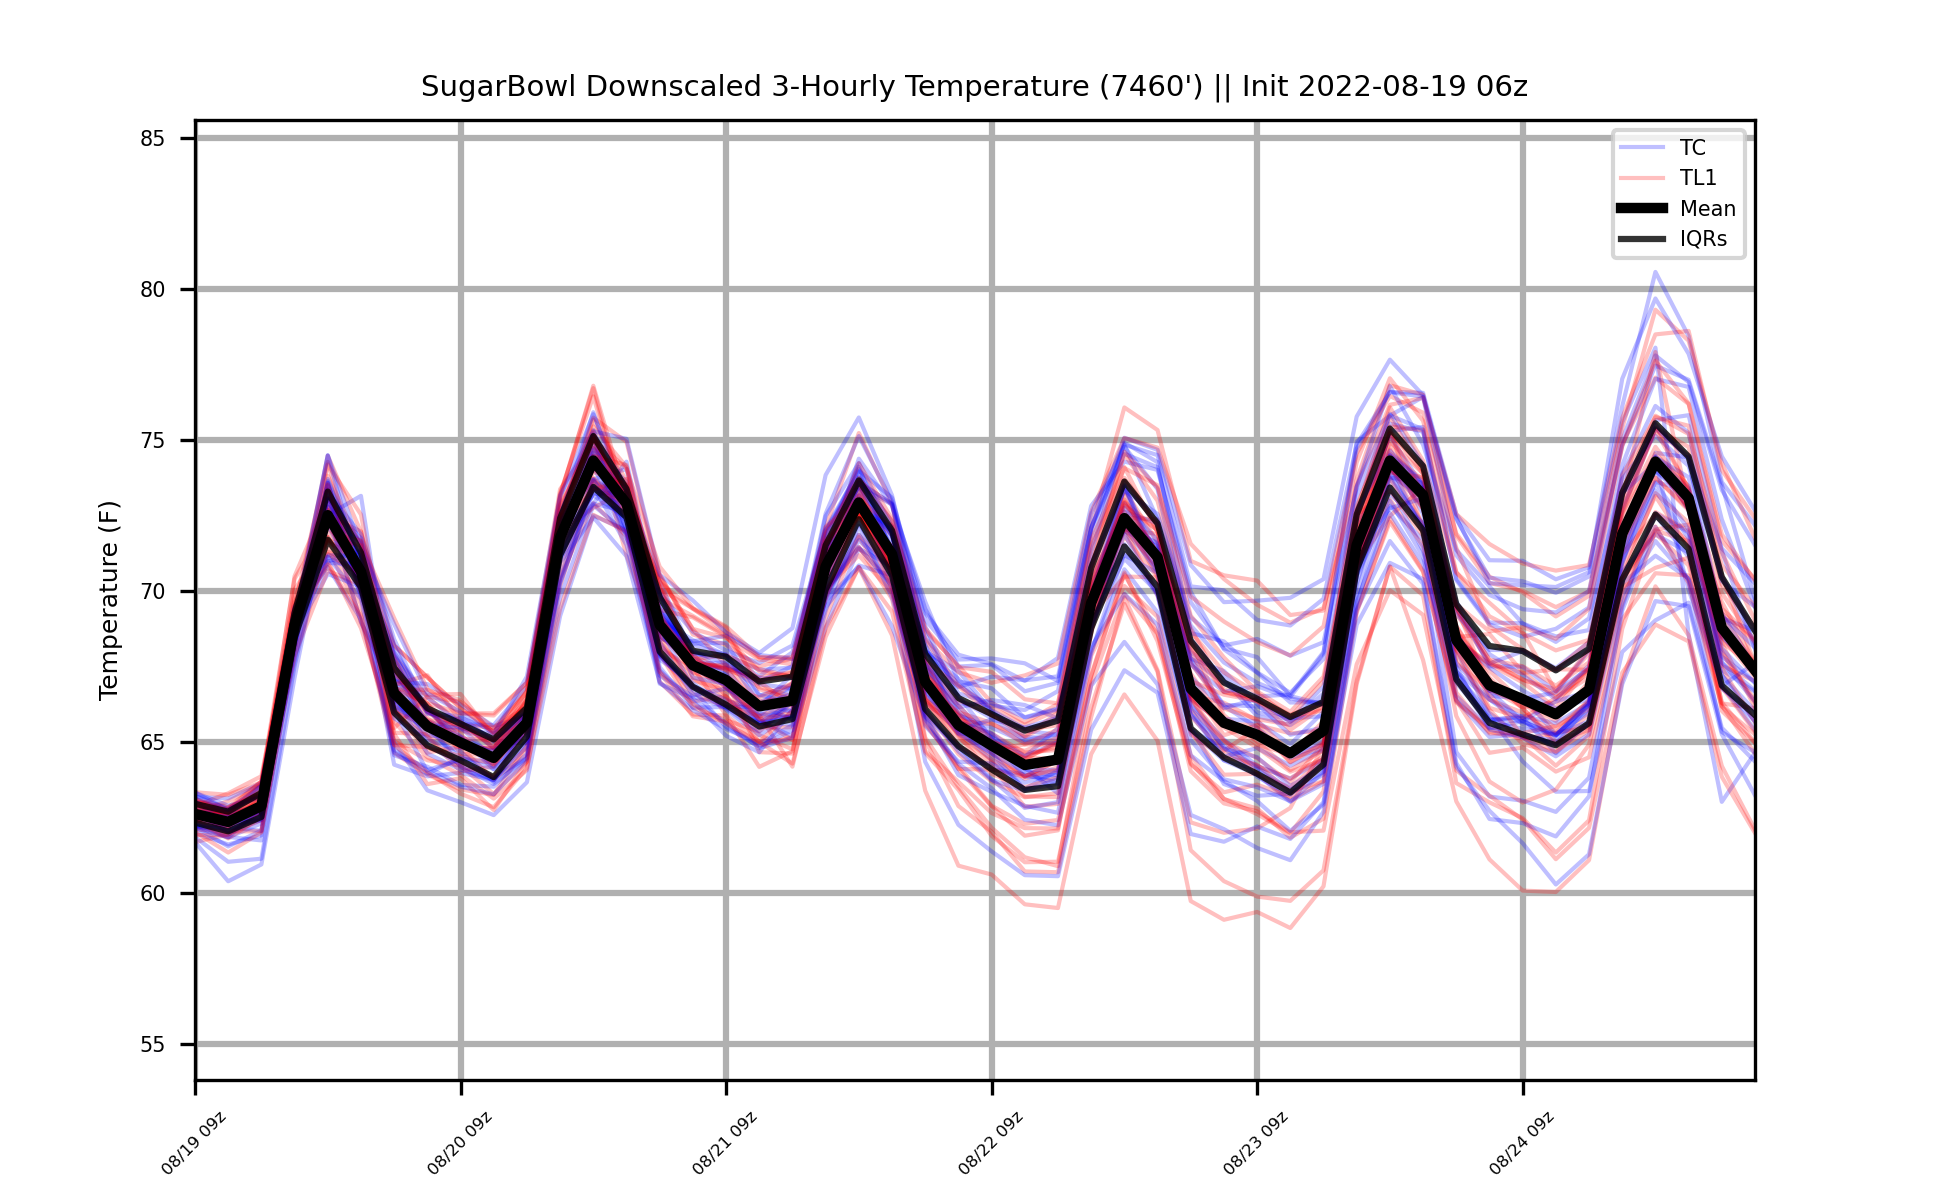 SugarBowl Downscaled 3-Hourly Temperature (7460') || Init 2022-08-19 06z
TC
TL1
Mean
IQRs
Temperature (F)
85
80
75
70
65
60
55
08/19 09z
08/20 09z
08/21 09z
08/22 09z
08/23 09z
08/24 09z